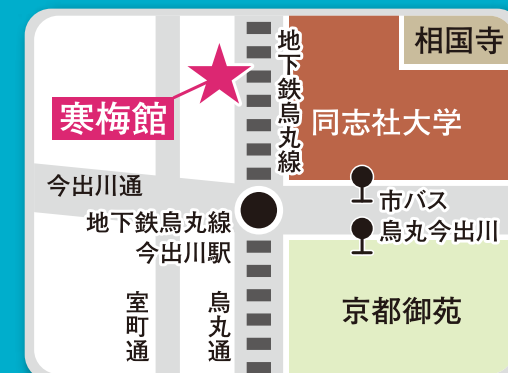 相国寺
地下鉄烏丸線
寒梅館
同志社大学
今出川通
市バス
烏丸今出川
地下鉄烏丸線
今出川駅
室町通
烏丸通
京都御苑